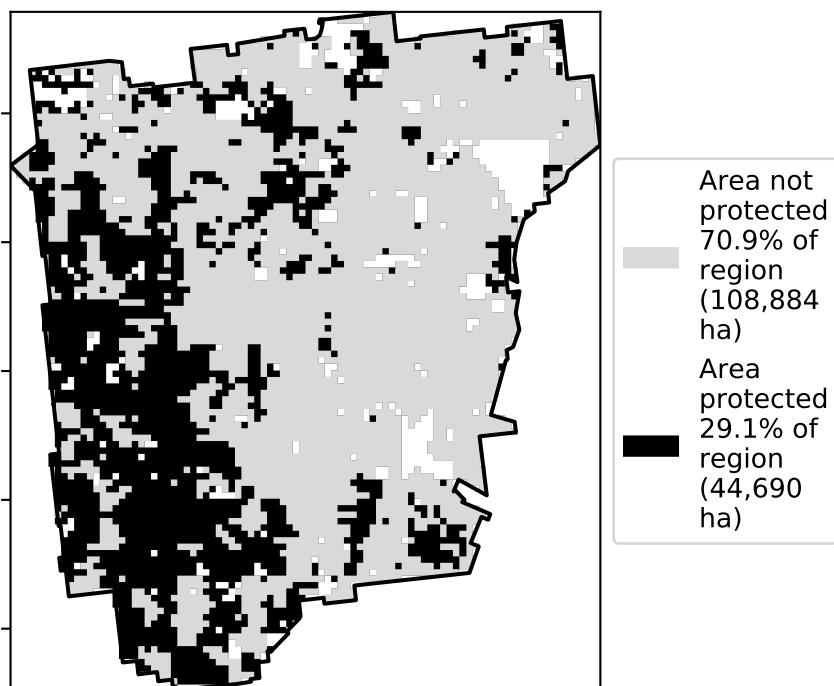 Area not
protected
70.9% of
region
(108,884
ha)
Area
protected
29.1% of
region
(44,690
ha)